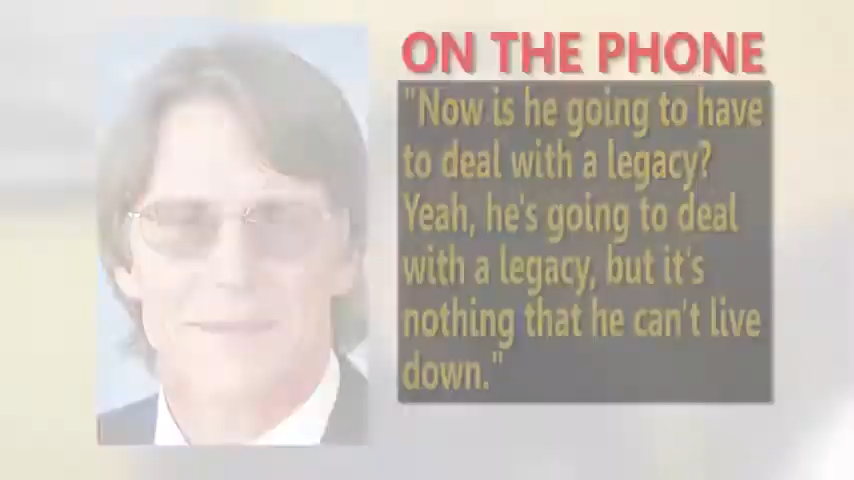 ON THE PHONE
"Now is he going to have
to deal with a legacy?
Yeah, he's going to deal
with a legacy, but it's
nothing that he can't live
down."